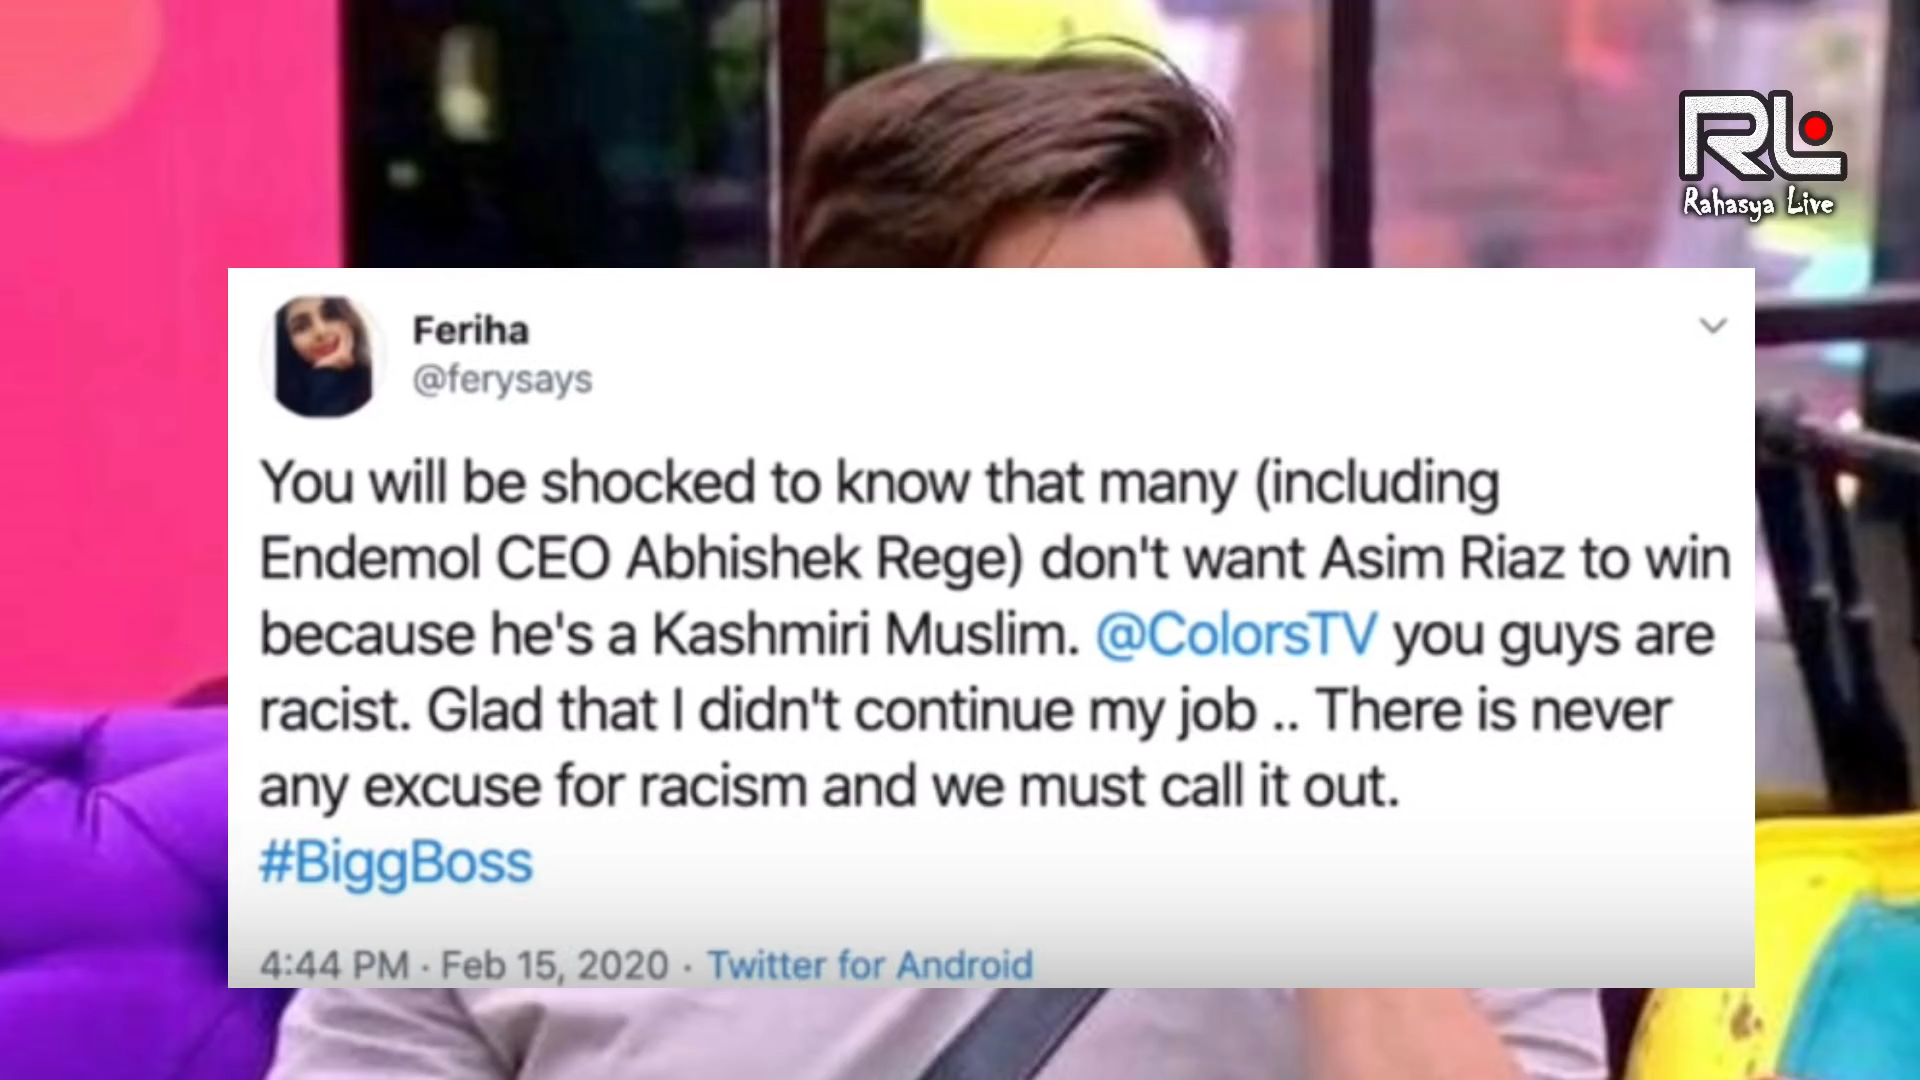 RL
Rahasya Live
Feriha
@ferysays
You will be shocked to know that many (including
Endemol CEO Abhishek Rege) don't want Asim Riaz to win
because he's a Kashmiri Muslim. @ColorsTV you guys are
racist. Glad that I didn't continue my job .. There is never
any excuse for racism and we must call it out.
#BiggBoss
4:44 PM · Feb 15, 2020 · Twitter for Android